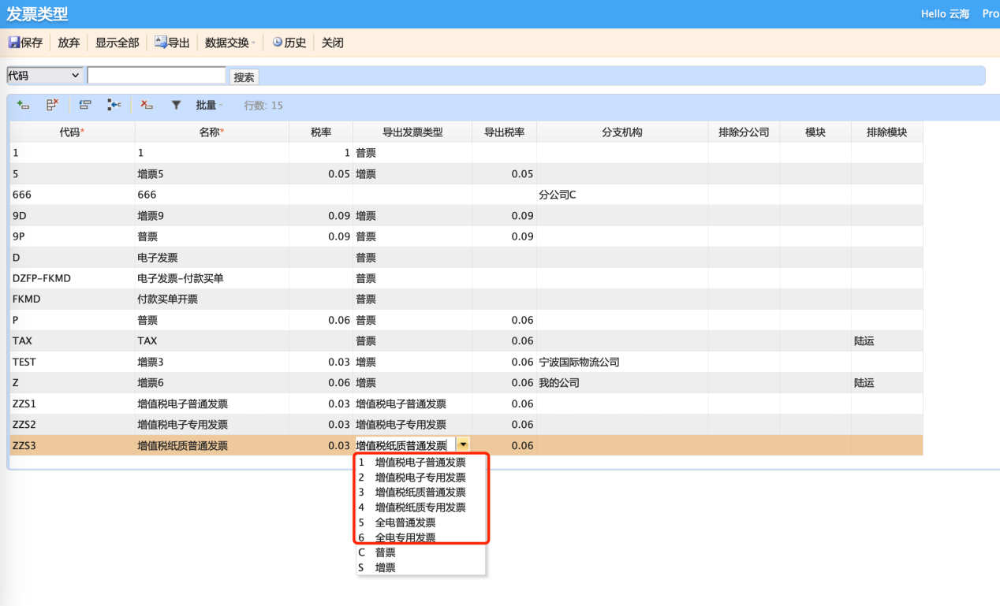 发票类型 Hello 云海 Pro
保存 放弃 显示全部 导出 数据交换 历史 关闭
代码 搜索
批量 行数: 15
代码* 名称* 税率 导出发票类型 导出税率 分支机构 排除分公司 模块 排除模块
1 1 1 普票
5 增票5 0.05 增票 0.05
666 666 分公司C
9D 增票9 0.09 增票 0.09
9P 普票 0.09 普票 0.09
D 电子发票 普票
DZFP-FKMD 电子发票-付款买单 普票
FKMD 付款买单开票 普票
P 普票 0.06 普票 0.06
TAX TAX 普票 0.06 陆运
TEST 增票3 0.03 增票 0.06 宁波国际物流公司
Z 增票6 0.06 增票 0.06 我的公司 陆运
ZZS1 增值税电子普通发票 0.03 增值税电子普通发票 0.06
ZZS2 增值税电子专用发票 0.03 增值税电子专用发票 0.06
ZZS3 增值税纸质普通发票 0.03 增值税纸质普通发票 0.06
1 增值税电子普通发票
2 增值税电子专用发票
3 增值税纸质普通发票
4 增值税纸质专用发票
5 全电普通发票
6 全电专用发票
C 普票
S 增票